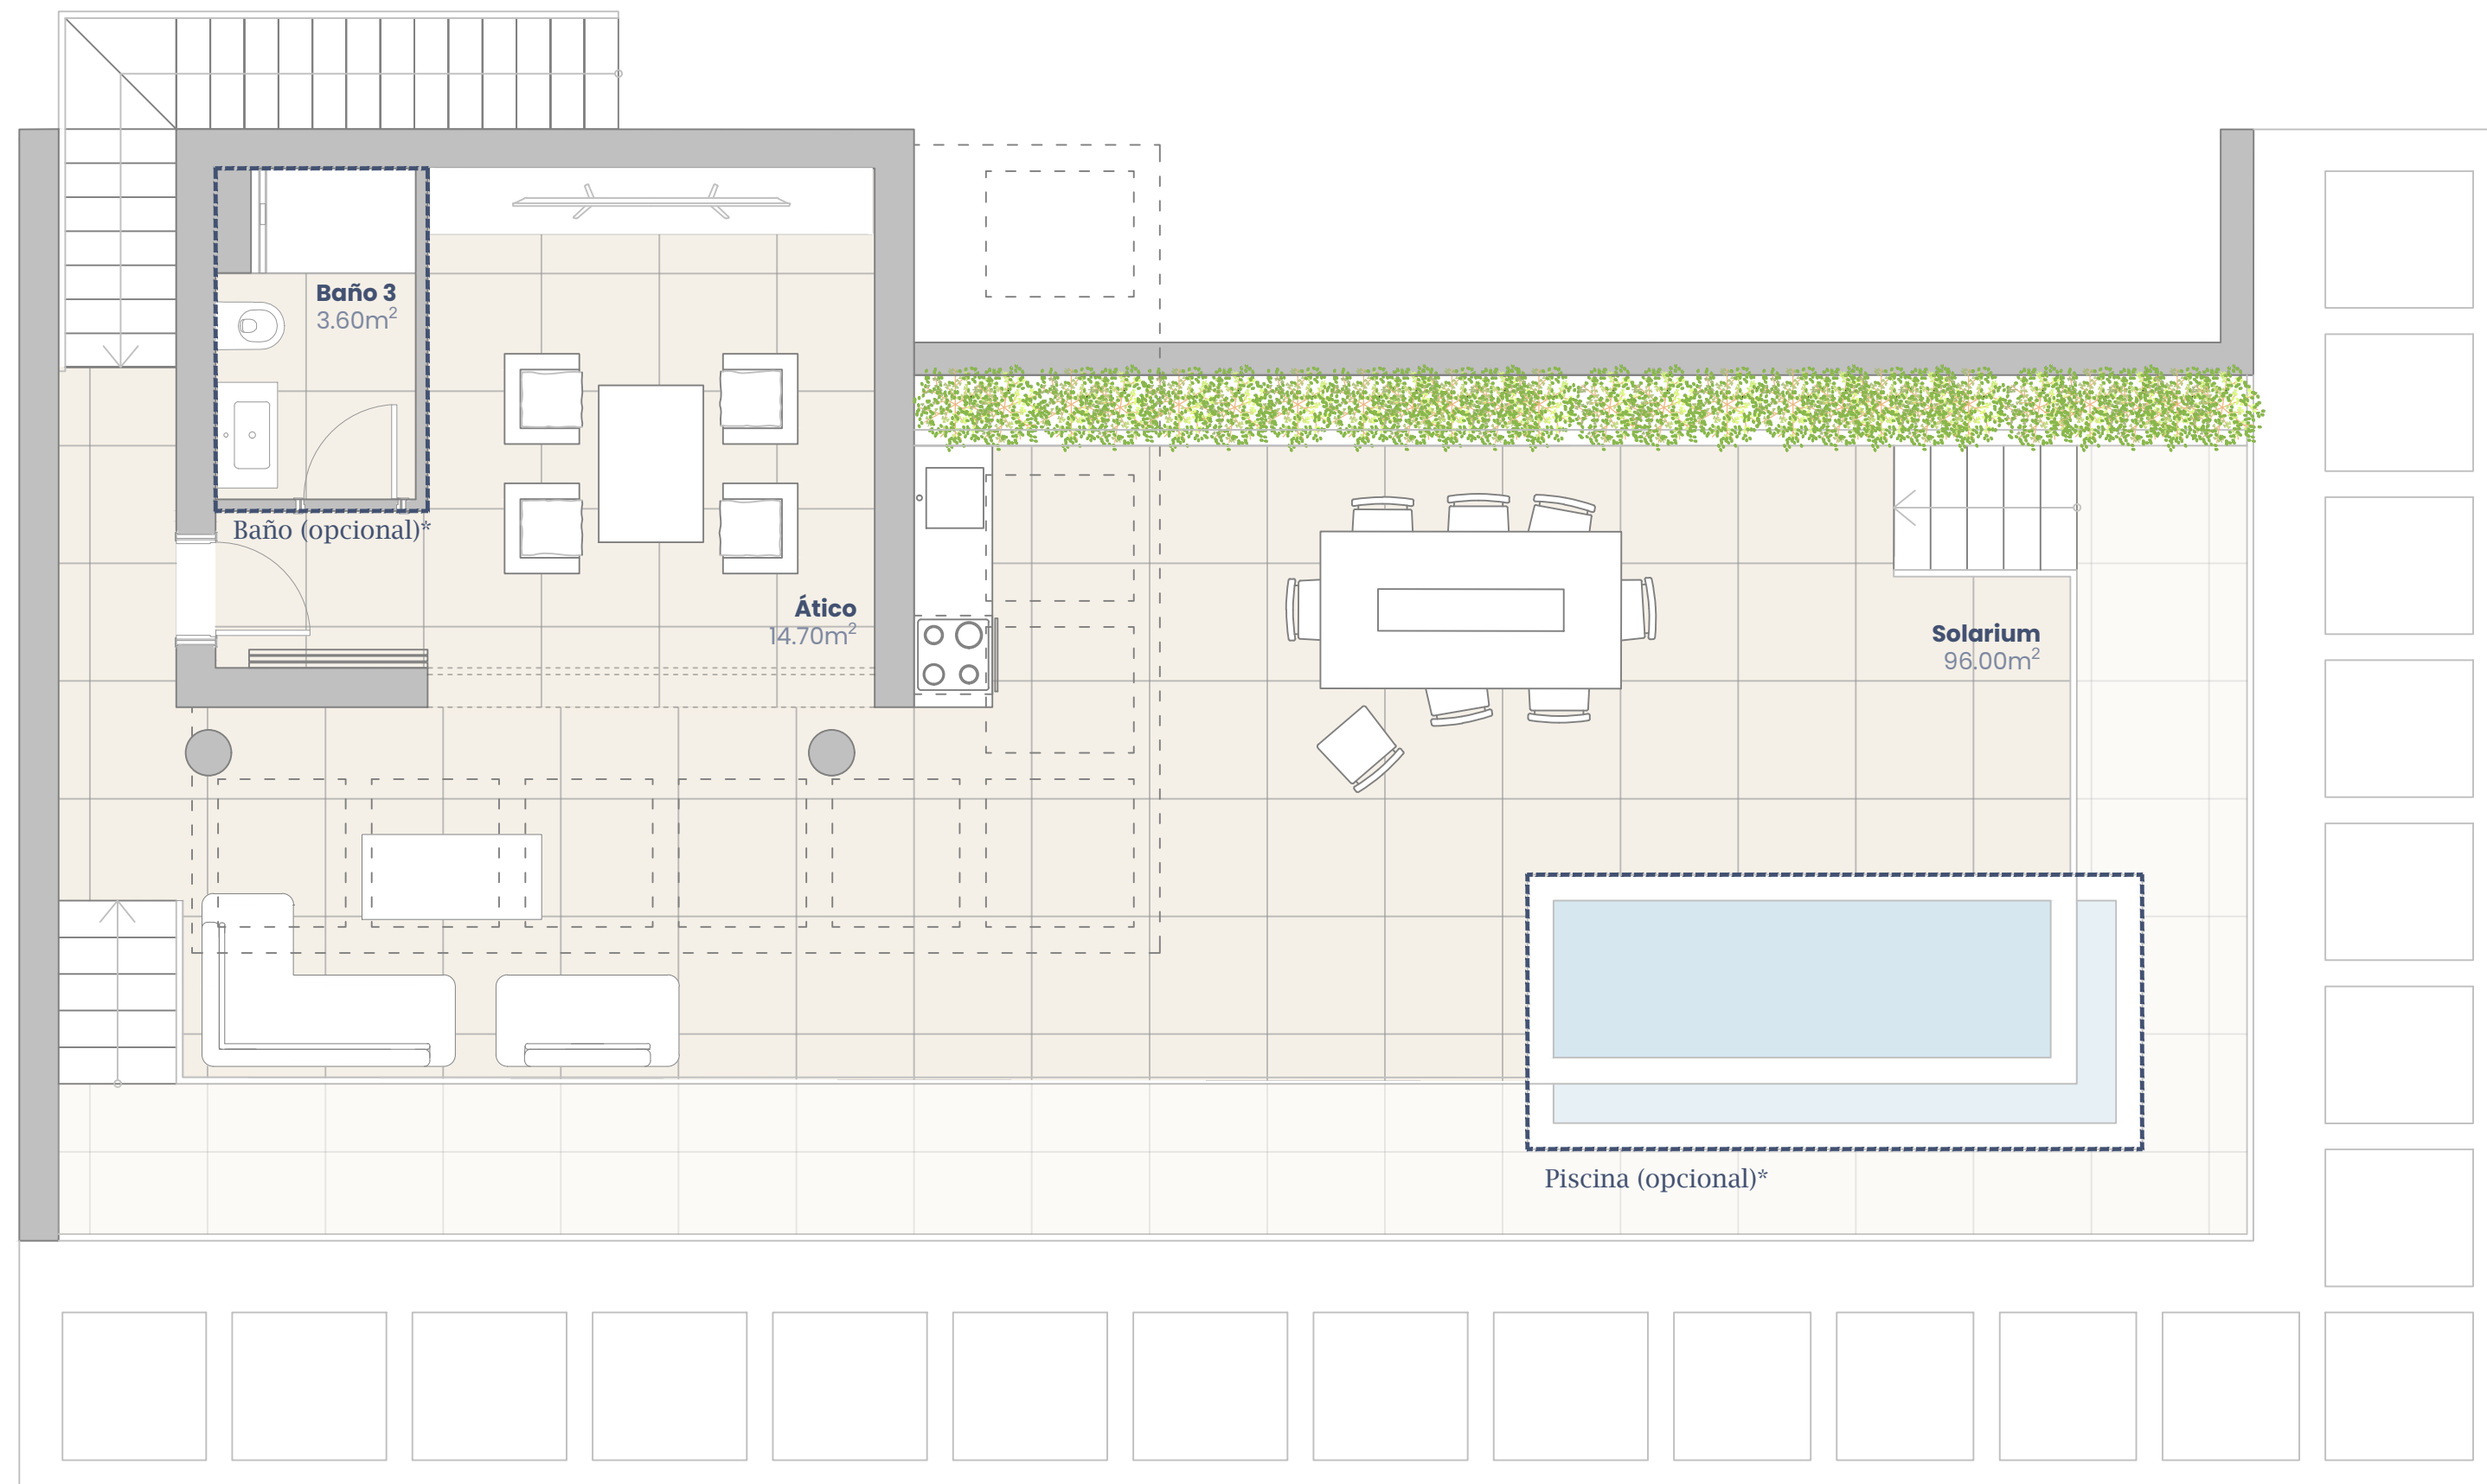 Baño 3
3.60m²
Baño (opcional)*
Ático
14.70m²
Solarium
96.00m²
Piscina (opcional)*